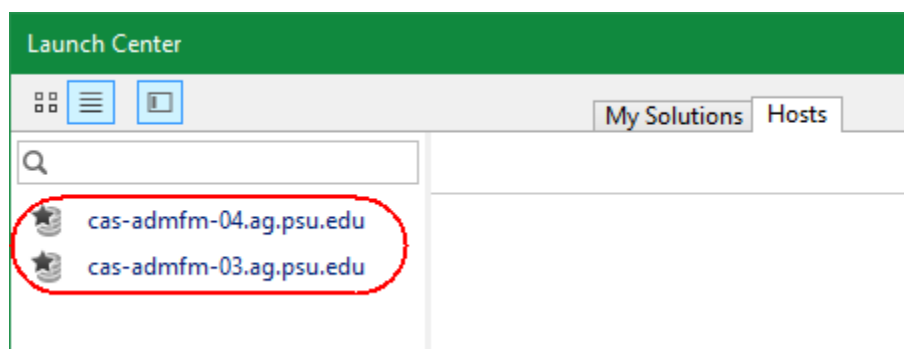 Launch Center
My Solutions Hosts
cas-admfm-04.ag.psu.edu
cas-admfm-03.ag.psu.edu